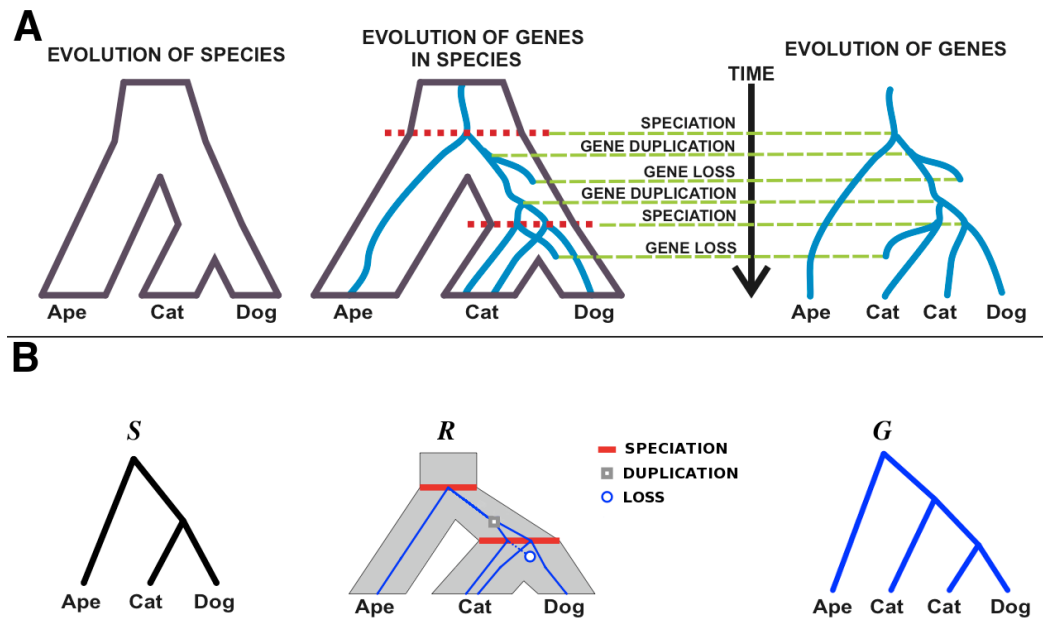 A
EVOLUTION OF SPECIES
EVOLUTION OF GENES
IN SPECIES
EVOLUTION OF GENES
TIME
SPECIATION
GENE DUPLICATION
GENE LOSS
GENE DUPLICATION
SPECIATION
GENE LOSS
Ape Cat Dog
Ape Cat Dog
Ape Cat Cat Dog
B
S
Ape Cat Dog
R
SPECIATION
DUPLICATION
LOSS
Ape Cat Dog
G
Ape Cat Cat Dog